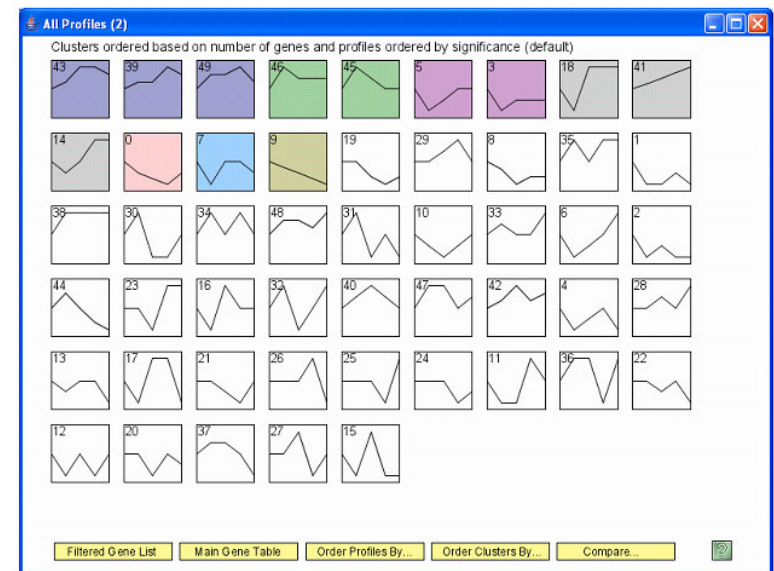 All Profiles (2)
Clusters ordered based on number of genes and profiles ordered by significance (default)
43 39 49 46 45 5 3 18 41
14 0 7 9 19 29 8 35 1
38 30 34 48 31 10 33 6 2
44 23 16 32 40 47 42 4 28
13 17 21 26 25 24 11 36 22
12 20 37 27 15
Filtered Gene List Main Gene Table Order Profiles By... Order Clusters By... Compare... ?